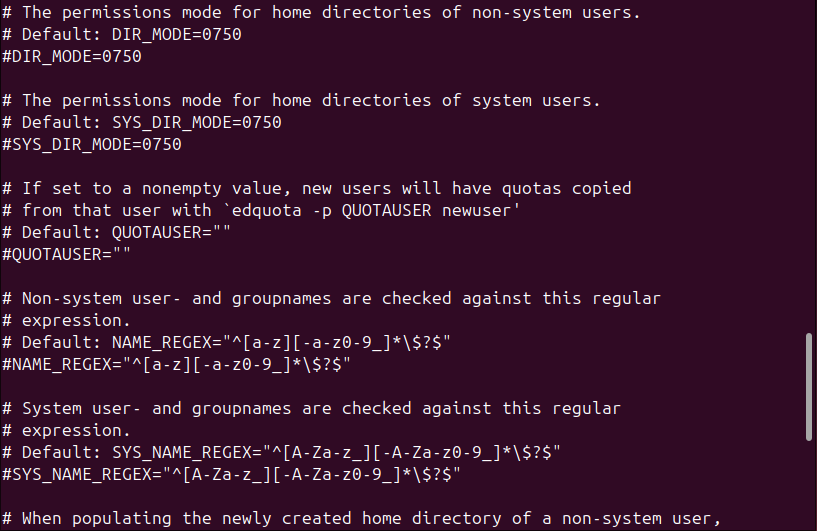 # The permissions mode for home directories of non-system users.
# Default: DIR_MODE=0750
#DIR_MODE=0750
# The permissions mode for home directories of system users.
# Default: SYS_DIR_MODE=0750
#SYS_DIR_MODE=0750
# If set to a nonempty value, new users will have quotas copied
# from that user with `edquota -p QUOTAUSER newuser'
# Default: QUOTAUSER=""
#QUOTAUSER=""
# Non-system user- and groupnames are checked against this regular
# expression.
# Default: NAME_REGEX="^[a-z][-a-z0-9_]*\$?$"
#NAME_REGEX="^[a-z][-a-z0-9_]*\$?$"
# System user- and groupnames are checked against this regular
# expression.
# Default: SYS_NAME_REGEX="^[A-Za-z_][-A-Za-z0-9_]*\$?$"
#SYS_NAME_REGEX="^[A-Za-z_][-A-Za-z0-9_]*\$?$"
# When populating the newly created home directory of a non-system user,